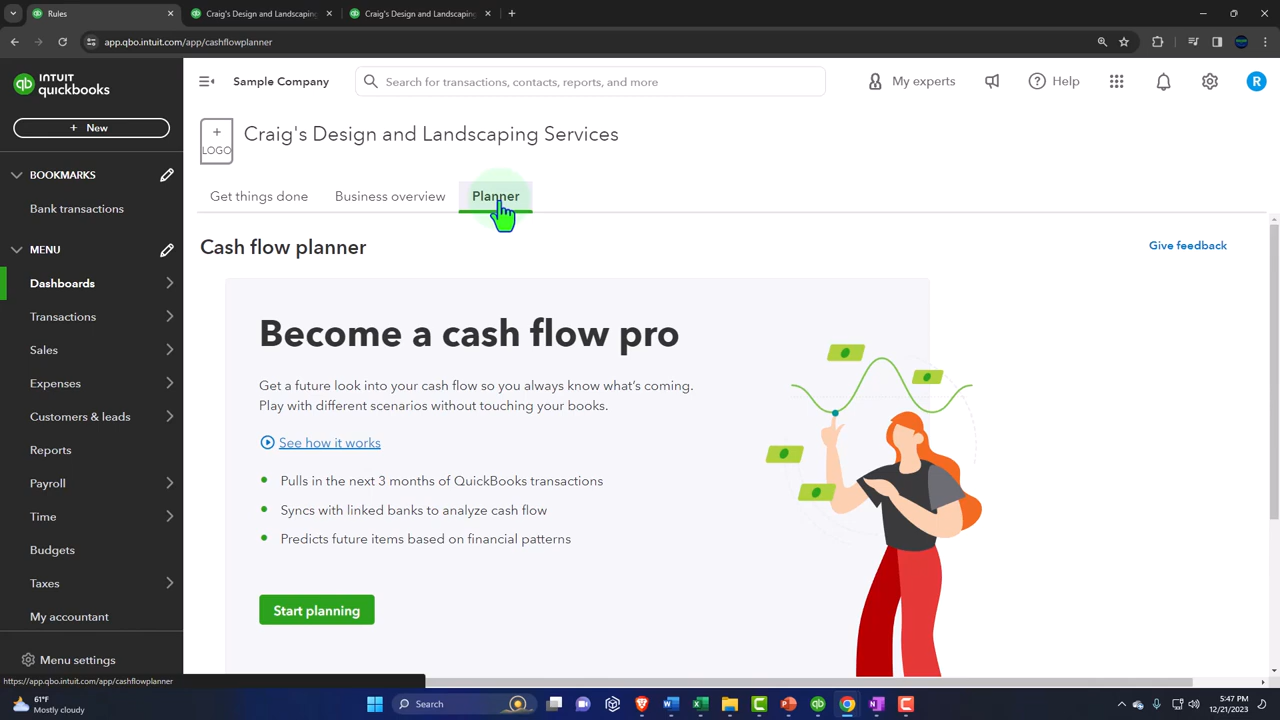 Rules
Craig's Design and Landscaping
Craig's Design and Landscaping
app.qbo.intuit.com/app/cashflowplanner
INTUIT
quickbooks
Sample Company
Search for transactions, contacts, reports, and more
My experts
Help
R
+ New
+
LOGO
Craig's Design and Landscaping Services
BOOKMARKS
Bank transactions
MENU
Dashboards
Transactions
Sales
Expenses
Customers & leads
Reports
Payroll
Time
Budgets
Taxes
My accountant
Menu settings
Get things done
Business overview
Planner
Cash flow planner
Give feedback
Become a cash flow pro
Get a future look into your cash flow so you always know what's coming.
Play with different scenarios without touching your books.
See how it works
Pulls in the next 3 months of QuickBooks transactions
Syncs with linked banks to analyze cash flow
Predicts future items based on financial patterns
Start planning
https://app.qbo.intuit.com/app/cashflowplanner
61°F
Mostly cloudy
Search
5:47 PM
12/21/2023